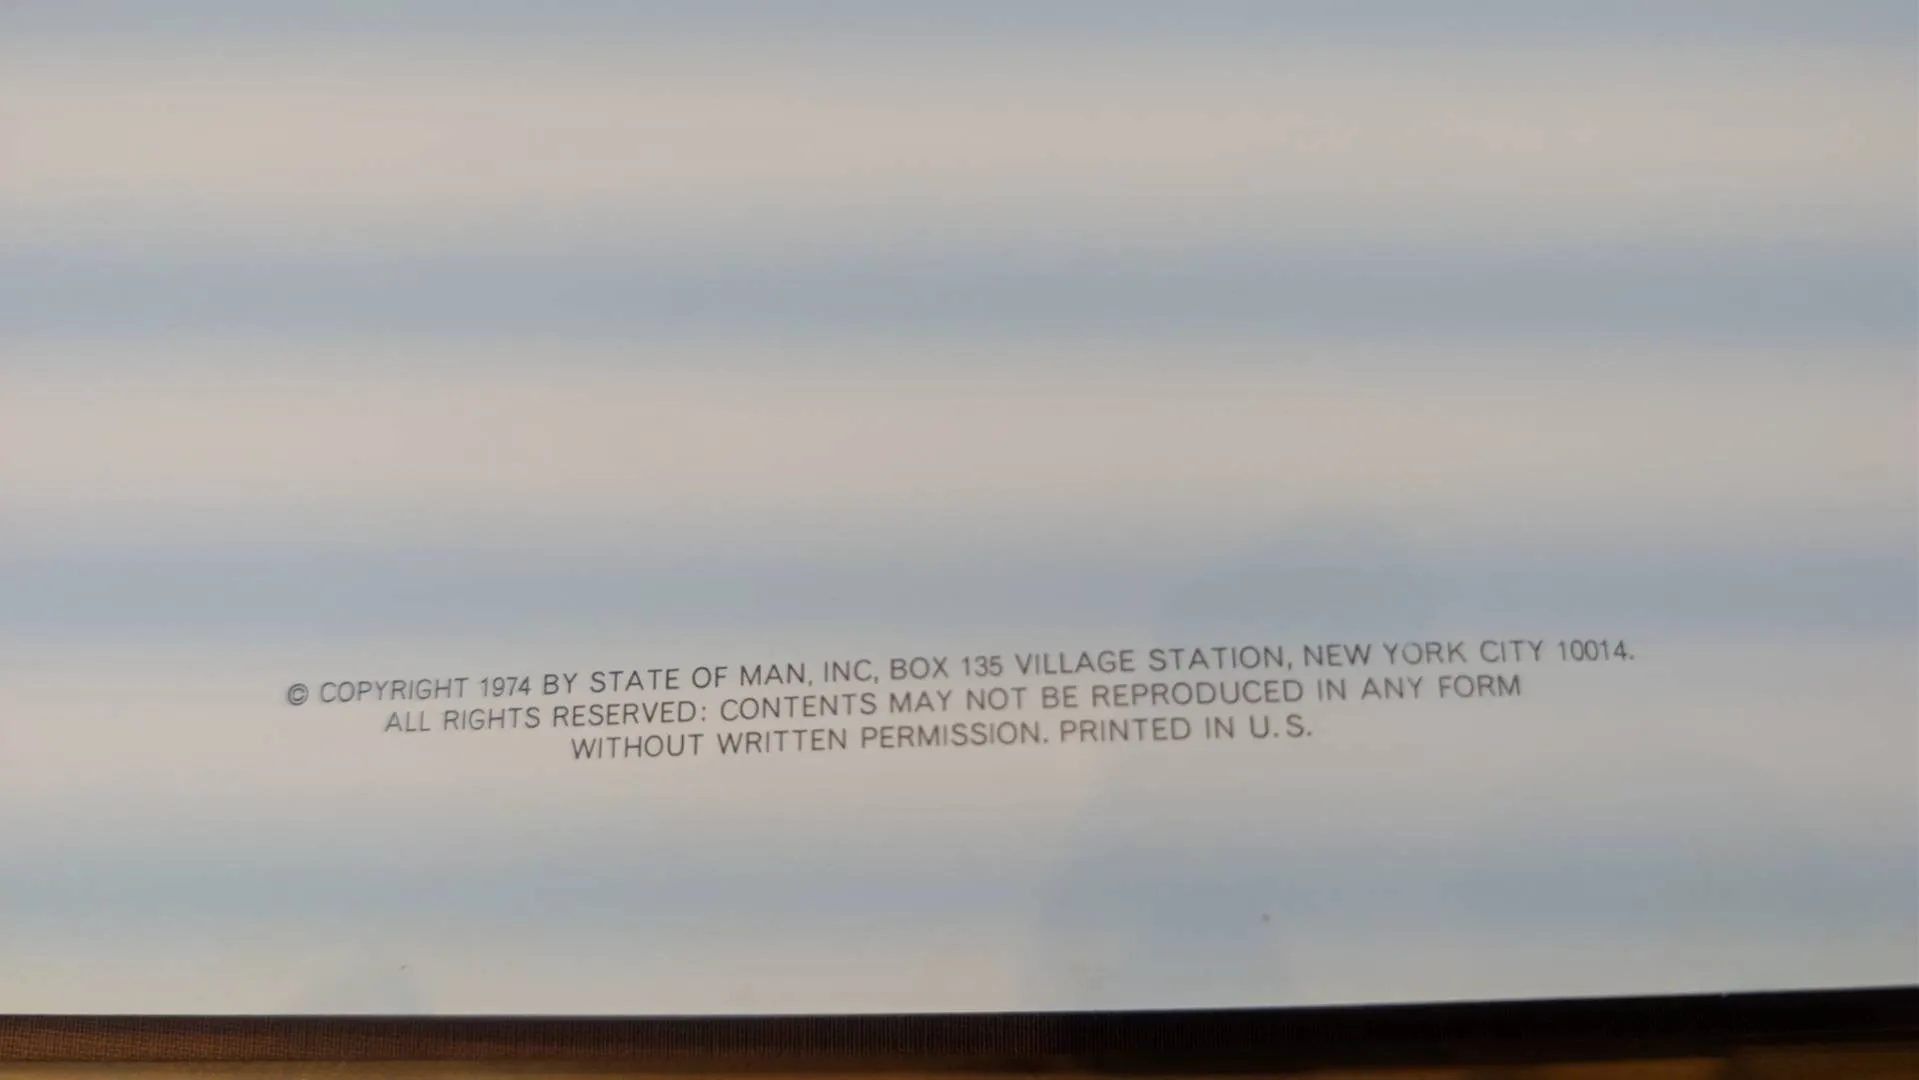 © COPYRIGHT 1974 BY STATE OF MAN, INC, BOX 135 VILLAGE STATION, NEW YORK CITY 10014.
ALL RIGHTS RESERVED: CONTENTS MAY NOT BE REPRODUCED IN ANY FORM
WITHOUT WRITTEN PERMISSION. PRINTED IN U.S.